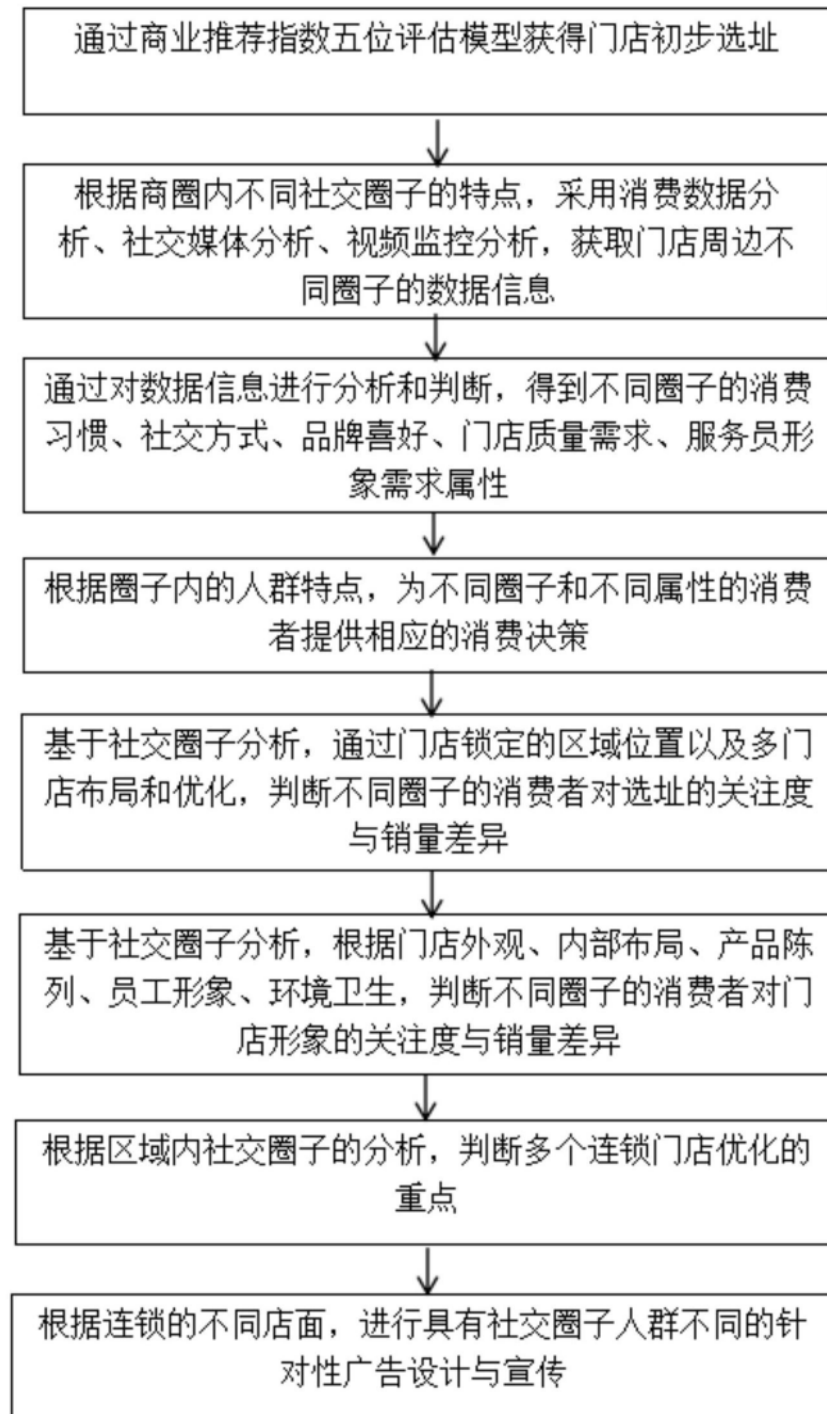 通过商业推荐指数五位评估模型获得门店初步选址
根据商圈内不同社交圈子的特点，采用消费数据分
析、社交媒体分析、视频监控分析，获取门店周边不
同圈子的数据信息
通过对数据信息进行分析和判断，得到不同圈子的消费
习惯、社交方式、品牌喜好、门店质量需求、服务员形
象需求属性
根据圈子内的人群特点，为不同圈子和不同属性的消费
者提供相应的消费决策
基于社交圈子分析，通过门店锁定的区域位置以及多门
店布局和优化，判断不同圈子的消费者对选址的关注度
与销量差异
基于社交圈子分析，根据门店外观、内部布局、产品陈
列、员工形象、环境卫生，判断不同圈子的消费者对门
店形象的关注度与销量差异
根据区域内社交圈子的分析，判断多个连锁门店优化的
重点
根据连锁的不同店面，进行具有社交圈子人群不同的针
对性广告设计与宣传